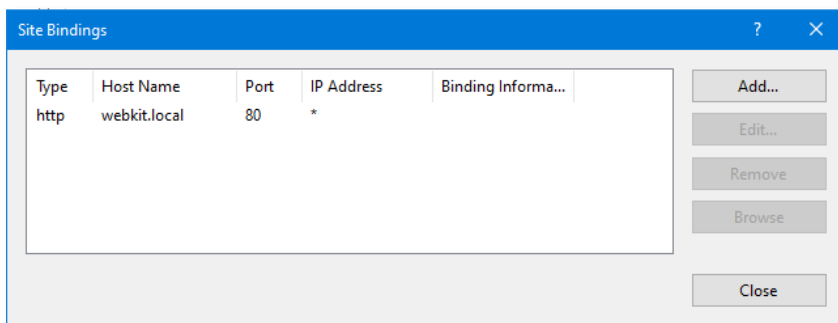 Site Bindings ? ×
Type Host Name Port IP Address Binding Informa...
http webkit.local 80 *
Add...
Edit...
Remove
Browse
Close